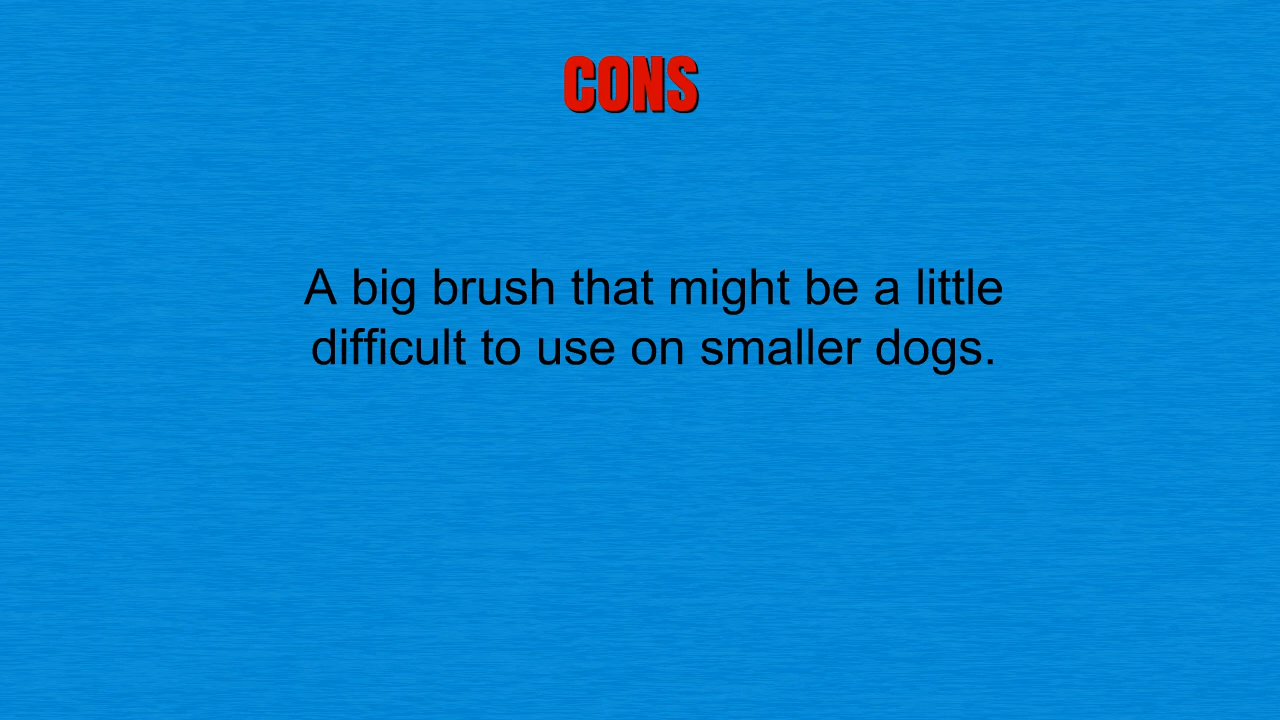 CONS
A big brush that might be a little
difficult to use on smaller dogs.